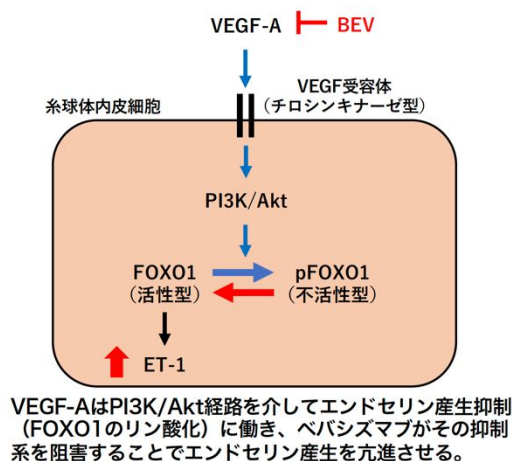 VEGF-A
BEV
VEGF受容体
(チロシンキナーゼ型)
糸球体内皮細胞
PI3K/Akt
FOXO1
(活性型)
pFOXO1
(不活性型)
ET-1
VEGF-AはPI3K/Akt経路を介してエンドセリン産生抑制
(FOXO1のリン酸化)に働き、ベバシズマブがその抑制
系を阻害することでエンドセリン産生を亢進させる。